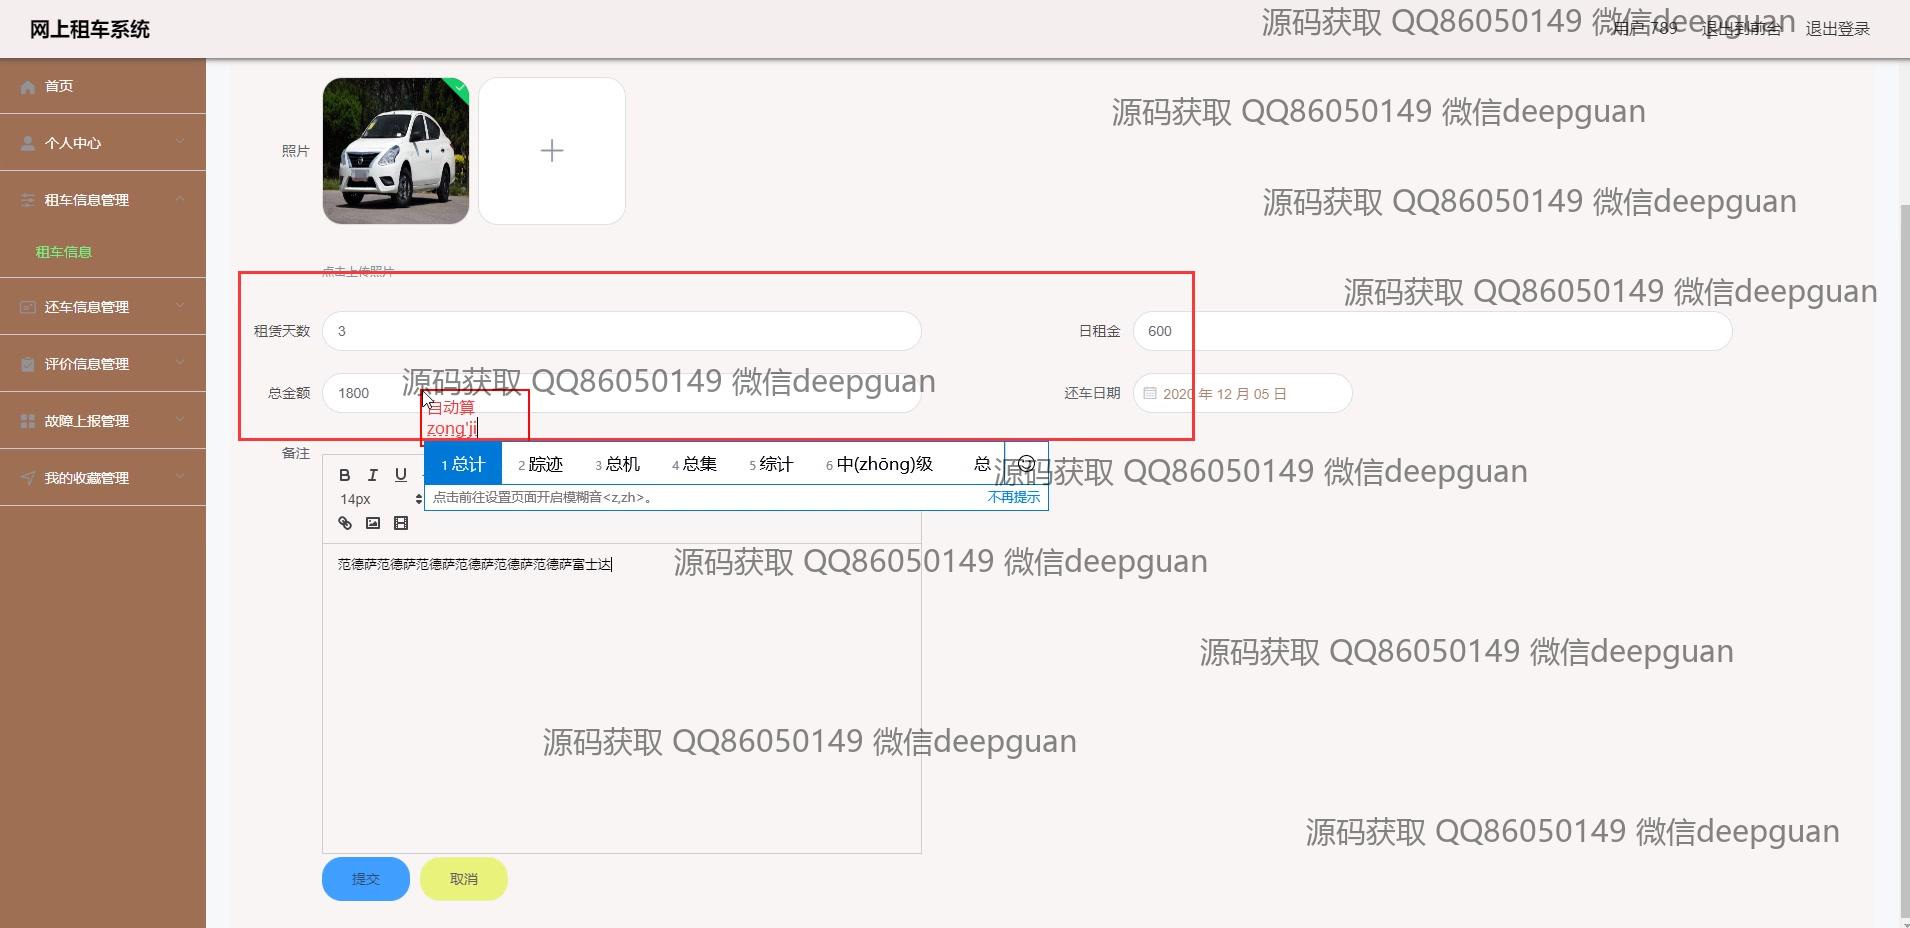 网上租车系统
源码获取 QQ86050149 微信deepguan
用户 789
退出到前台
退出登录
首页
个人中心
租车信息管理
租车信息
还车信息管理
评价信息管理
故障上报管理
我的收藏管理
照片
源码获取 QQ86050149 微信deepguan
源码获取 QQ86050149 微信deepguan
点击上传照片
源码获取 QQ86050149 微信deepguan
租赁天数
3
日租金
600
总金额
1800
源码获取 QQ86050149 微信deepguan
还车日期
2020 年 12 月 05 日
自动算
zong'ji
备注
B I U
1 总计 2 踪迹 3 总机 4 总集 5 综计 6 中(zhōng)级 总
源码获取 QQ86050149 微信deepguan
14px
点击前往设置页面开启模糊音<z,zh>。
不再提示
范德萨范德萨范德萨范德萨范德萨范德萨富士达
源码获取 QQ86050149 微信deepguan
源码获取 QQ86050149 微信deepguan
源码获取 QQ86050149 微信deepguan
源码获取 QQ86050149 微信deepguan
提交
取消